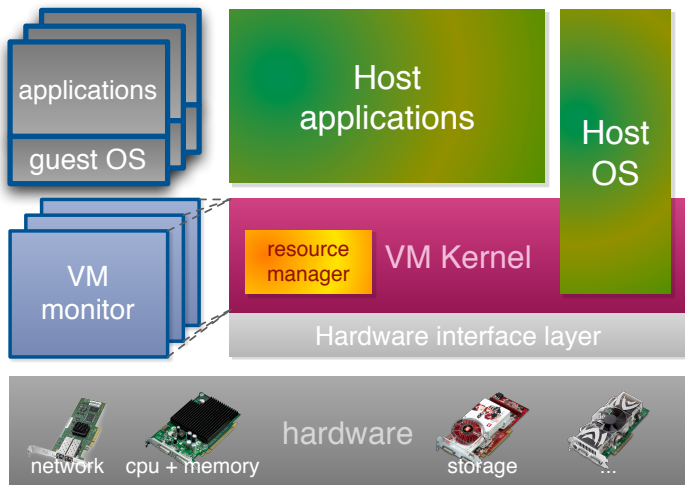 applications
guest OS
Host
applications
Host
OS
VM
monitor
resource
manager
VM Kernel
Hardware interface layer
hardware
network
cpu + memory
storage
...